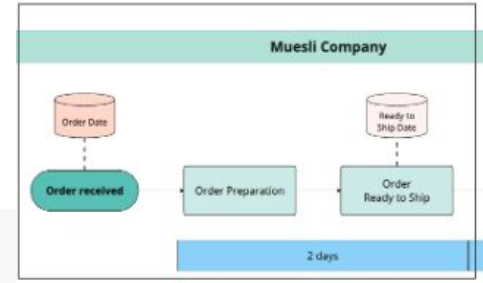 Muesli Company
Order Date
Ready to
Ship Date
Order received
Order Preparation
Order
Ready to Ship
2 days